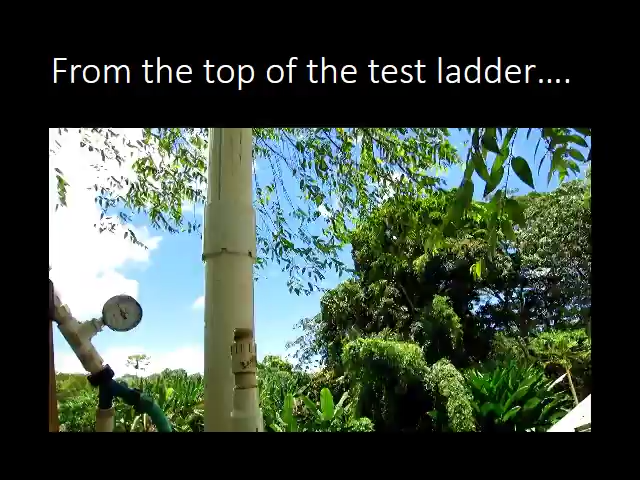 From the top of the test ladder....